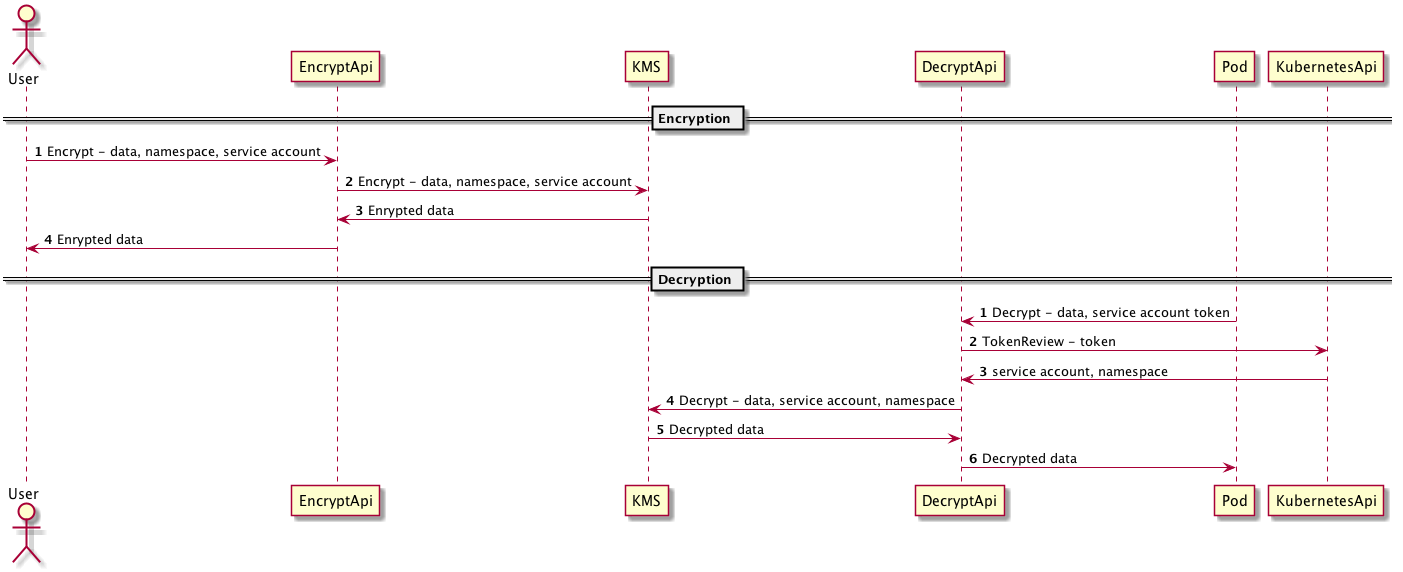 User
EncryptApi
KMS
DecryptApi
Pod
KubernetesApi
Encryption
1 Encrypt - data, namespace, service account
2 Encrypt - data, namespace, service account
3 Enrypted data
4 Enrypted data
Decryption
1 Decrypt - data, service account token
2 TokenReview - token
3 service account, namespace
4 Decrypt - data, service account, namespace
5 Decrypted data
6 Decrypted data
User
EncryptApi
KMS
DecryptApi
Pod
KubernetesApi